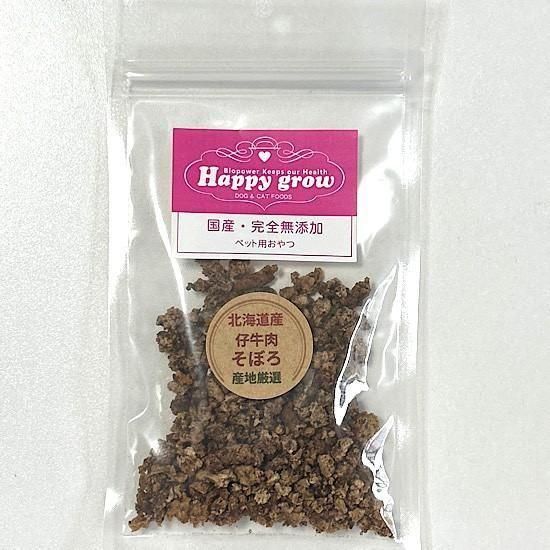 Biopower Keeps our Health
Happy grow
DOG & CAT FOODS
国産・完全無添加
ペット用おやつ
北海道産
仔牛肉
そぼろ
産地厳選